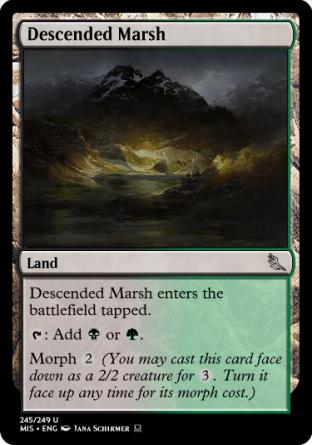 Descended Marsh
Land
Descended Marsh enters the
battlefield tapped.
: Add or .
Morph 2 (You may cast this card face
down as a 2/2 creature for 3. Turn it
face up any time for its morph cost.)
245/249 U
MIS • ENG Jana Schirmer